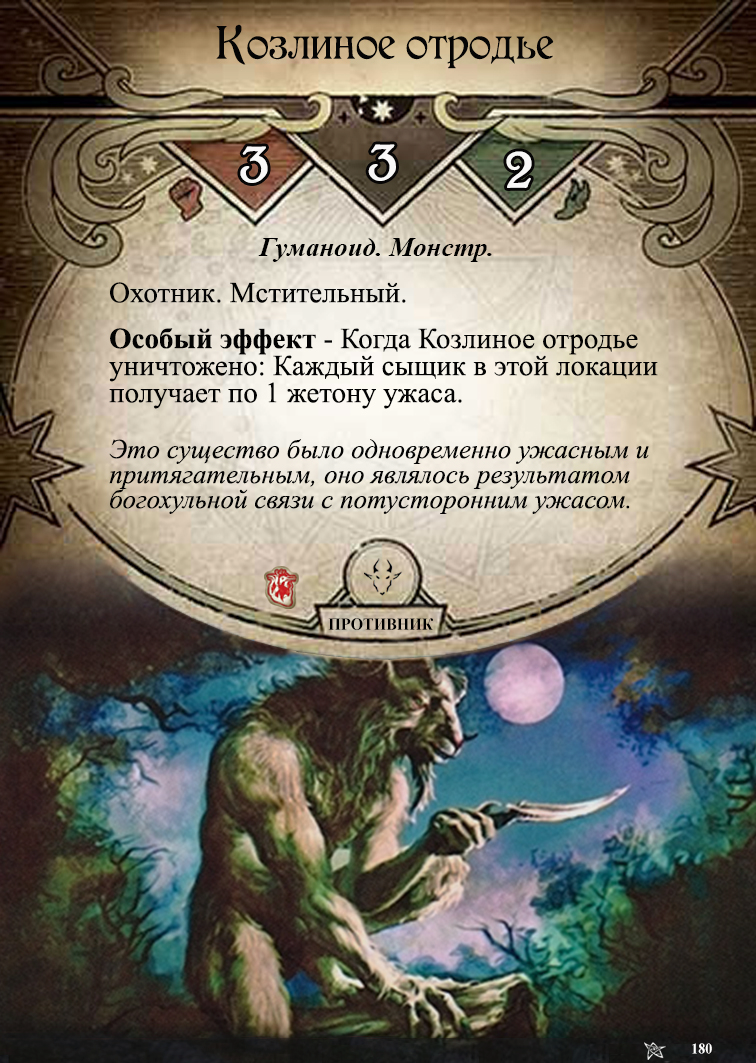 Козлиное отродье
3 3 2
Гуманоид. Монстр.
Охотник. Мстительный.
Особый эффект - Когда Козлиное отродье
уничтожено: Каждый сыщик в этой локации
получает по 1 жетону ужаса.
Это существо было одновременно ужасным и
притягательным, оно являлось результатом
богохульной связи с потусторонним ужасом.
ПРОТИВНИК
180